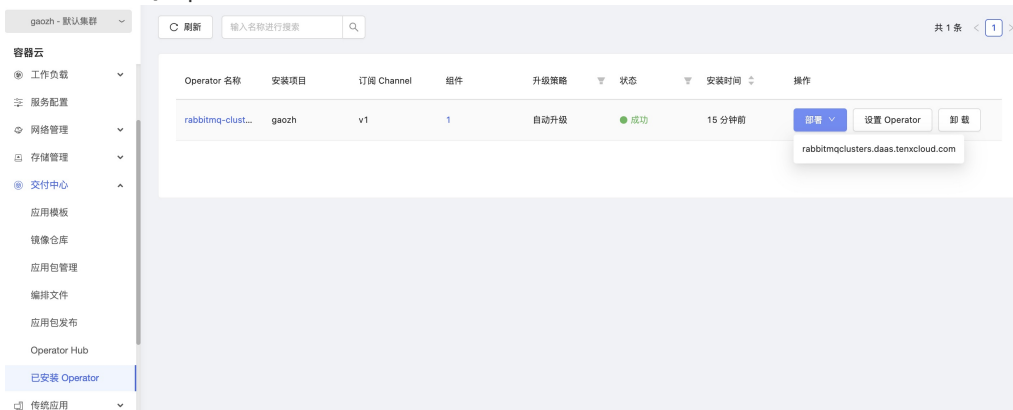 gaozh - 默认集群
容器云
工作负载
服务配置
网络管理
存储管理
交付中心
应用模板
镜像仓库
应用包管理
编排文件
应用包发布
Operator Hub
已安装 Operator
传统应用
刷新 输入名称进行搜索 共 1 条 < 1 >
Operator 名称 安装项目 订阅 Channel 组件 升级策略 状态 安装时间 操作
rabbitmq-clust... gaozh v1 1 自动升级 成功 15 分钟前 部署 设置 Operator 卸 载
rabbitmqclusters.daas.tenxcloud.com